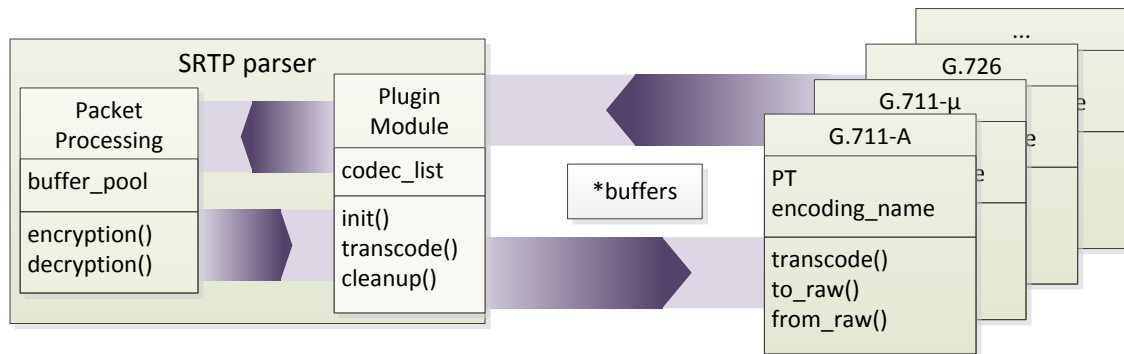 ...
SRTP parser
G.726
Packet
Processing
Plugin
Module
G.711-µ
G.711-A
buffer_pool
codec_list
*buffers
PT
encoding_name
encryption()
decryption()
init()
transcode()
cleanup()
transcode()
to_raw()
from_raw()
e
e
e